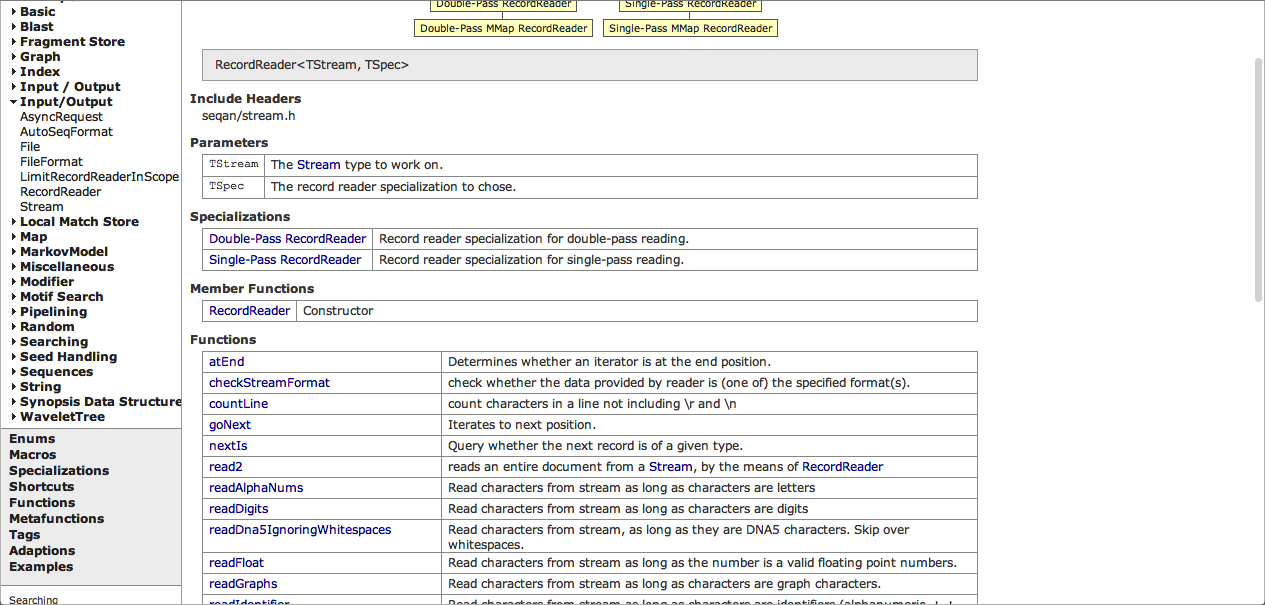 Basic
Blast
Fragment Store
Graph
Index
Input / Output
Input/Output
AsyncRequest
AutoSeqFormat
File
FileFormat
LimitRecordReaderInScope
RecordReader
Stream
Local Match Store
Map
MarkovModel
Miscellaneous
Modifier
Motif Search
Pipelining
Random
Searching
Seed Handling
Sequences
String
Synopsis Data Structure
WaveletTree
Enums
Macros
Specializations
Shortcuts
Functions
Metafunctions
Tags
Adaptions
Examples
Searching
Double-Pass RecordReader Single-Pass RecordReader
Double-Pass MMap RecordReader Single-Pass MMap RecordReader
RecordReader<TStream, TSpec>
Include Headers
seqan/stream.h
Parameters
TStream The Stream type to work on.
TSpec The record reader specialization to chose.
Specializations
Double-Pass RecordReader Record reader specialization for double-pass reading.
Single-Pass RecordReader Record reader specialization for single-pass reading.
Member Functions
RecordReader Constructor
Functions
atEnd Determines whether an iterator is at the end position.
checkStreamFormat check whether the data provided by reader is (one of) the specified format(s).
countLine count characters in a line not including \r and \n
goNext Iterates to next position.
nextIs Query whether the next record is of a given type.
read2 reads an entire document from a Stream, by the means of RecordReader
readAlphaNums Read characters from stream as long as characters are letters
readDigits Read characters from stream as long as characters are digits
readDna5IgnoringWhitespaces Read characters from stream, as long as they are DNA5 characters. Skip over
whitespaces.
readFloat Read characters from stream as long as the number is a valid floating point numbers.
readGraphs Read characters from stream as long as characters are graph characters.
readIdentifier Read characters from stream as long as characters are identifiers (alphanumeric,